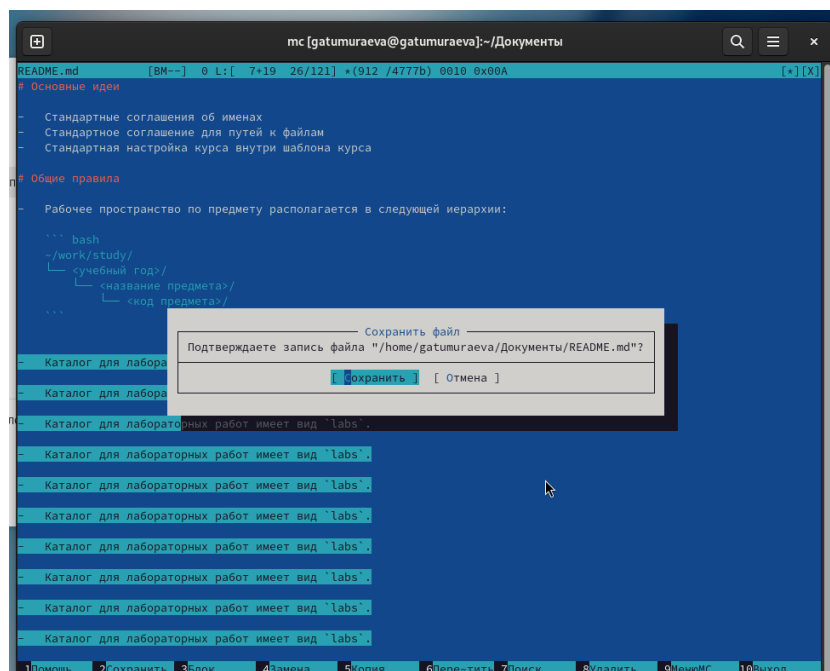 mc [gatumuraeva@gatumuraeva]:~/Документы
README.md [BM--] 0 L:[ 7+19 26/121] *(912 /4777b) 0010 0x00A [*][X]
# Основные идеи
- Стандартные соглашения об именах
- Стандартное соглашение для путей к файлам
- Стандартная настройка курса внутри шаблона курса
# Общие правила
- Рабочее пространство по предмету располагается в следующей иерархии:
``` bash
~/work/study/
└── <учебный год>/
└── <название предмета>/
└── <код предмета>/
```
Сохранить файл
Подтверждаете запись файла "/home/gatumuraeva/Документы/README.md"?
[ Сохранить ] [ Отмена ]
- Каталог для лабора
- Каталог для лабора
- Каталог для лабораторных работ имеет вид `labs`.
- Каталог для лабораторных работ имеет вид `labs`.
- Каталог для лабораторных работ имеет вид `labs`.
- Каталог для лабораторных работ имеет вид `labs`.
- Каталог для лабораторных работ имеет вид `labs`.
- Каталог для лабораторных работ имеет вид `labs`.
- Каталог для лабораторных работ имеет вид `labs`.
- Каталог для лабораторных работ имеет вид `labs`.
1Помощь 2Сохранить 3Блок 4Замена 5Копия 6Пере~тить 7Поиск 8Удалить 9МенюMC 10Выход